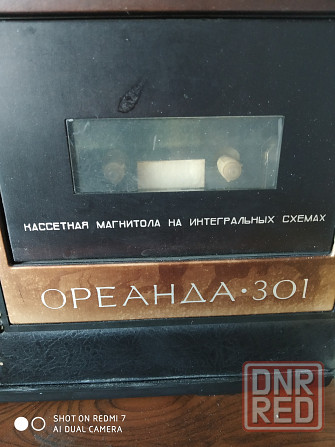 КАССЕТНАЯ МАГНИТОЛА НА ИНТЕГРАЛЬНЫХ СХЕМАХ
ОРЕАНДА·301
DNR
RED
SHOT ON REDMI 7
AI DUAL CAMERA